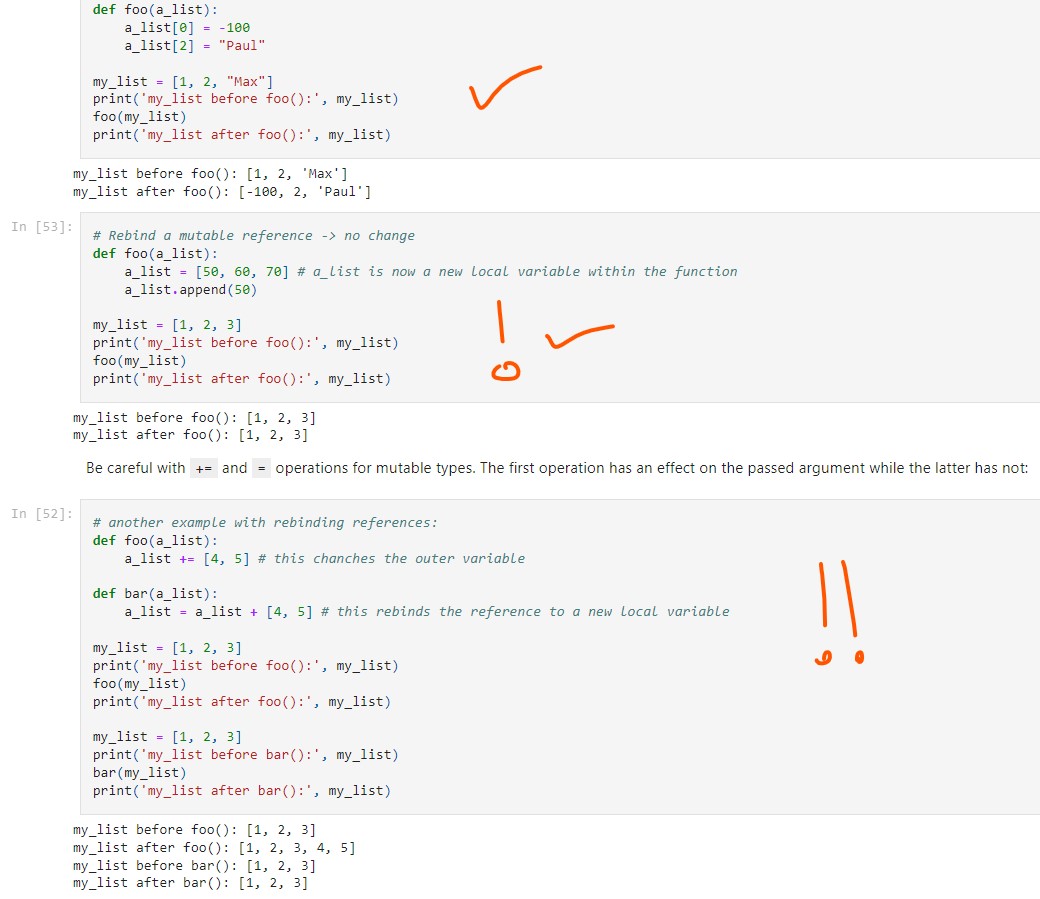 def foo(a_list):
    a_list[0] = -100
    a_list[2] = "Paul"
my_list = [1, 2, "Max"]
print('my_list before foo():', my_list)
foo(my_list)
print('my_list after foo():', my_list)
my_list before foo(): [1, 2, 'Max']
my_list after foo(): [-100, 2, 'Paul']
In [53]:
# Rebind a mutable reference -> no change
def foo(a_list):
    a_list = [50, 60, 70] # a_list is now a new local variable within the function
    a_list.append(50)
my_list = [1, 2, 3]
print('my_list before foo():', my_list)
foo(my_list)
print('my_list after foo():', my_list)
!
my_list before foo(): [1, 2, 3]
my_list after foo(): [1, 2, 3]
Be careful with += and = operations for mutable types. The first operation has an effect on the passed argument while the latter has not:
In [52]:
# another example with rebinding references:
def foo(a_list):
    a_list += [4, 5] # this chanches the outer variable
def bar(a_list):
    a_list = a_list + [4, 5] # this rebinds the reference to a new local variable
!!
my_list = [1, 2, 3]
print('my_list before foo():', my_list)
foo(my_list)
print('my_list after foo():', my_list)
my_list = [1, 2, 3]
print('my_list before bar():', my_list)
bar(my_list)
print('my_list after bar():', my_list)
my_list before foo(): [1, 2, 3]
my_list after foo(): [1, 2, 3, 4, 5]
my_list before bar(): [1, 2, 3]
my_list after bar(): [1, 2, 3]